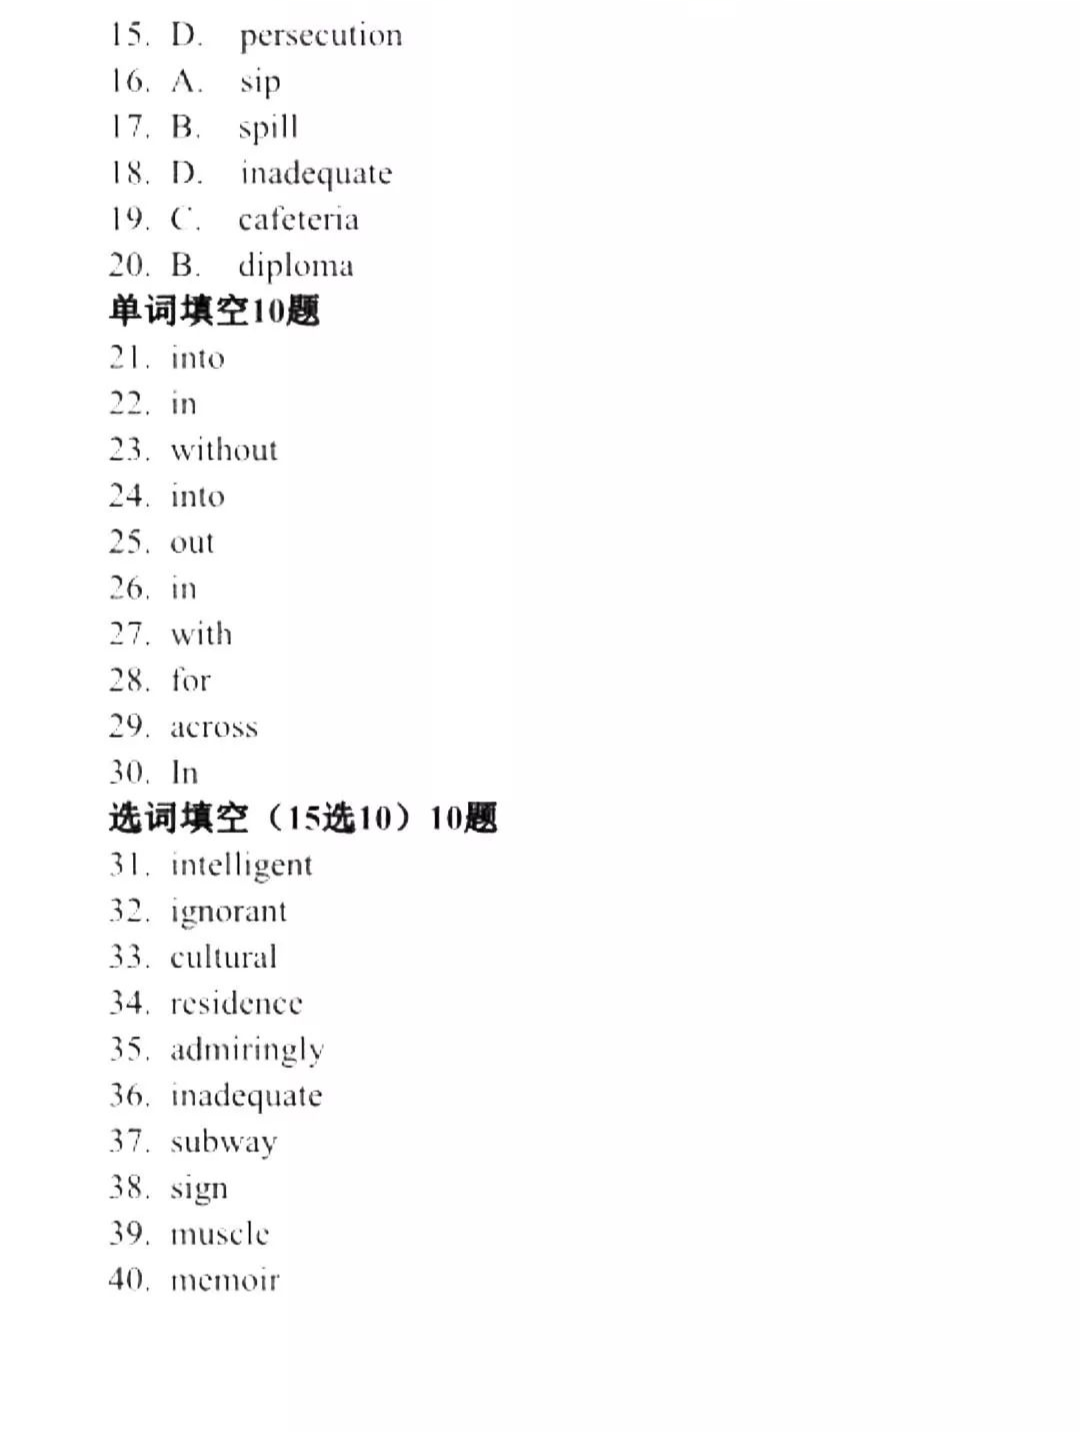 15. D. persecution
16. A. sip
17. B. spill
18. D. inadequate
19. C. cafeteria
20. B. diploma
单词填空10题
21. into
22. in
23. without
24. into
25. out
26. in
27. with
28. for
29. across
30. In
选词填空（15选10）10题
31. intelligent
32. ignorant
33. cultural
34. residence
35. admiringly
36. inadequate
37. subway
38. sign
39. muscle
40. memoir